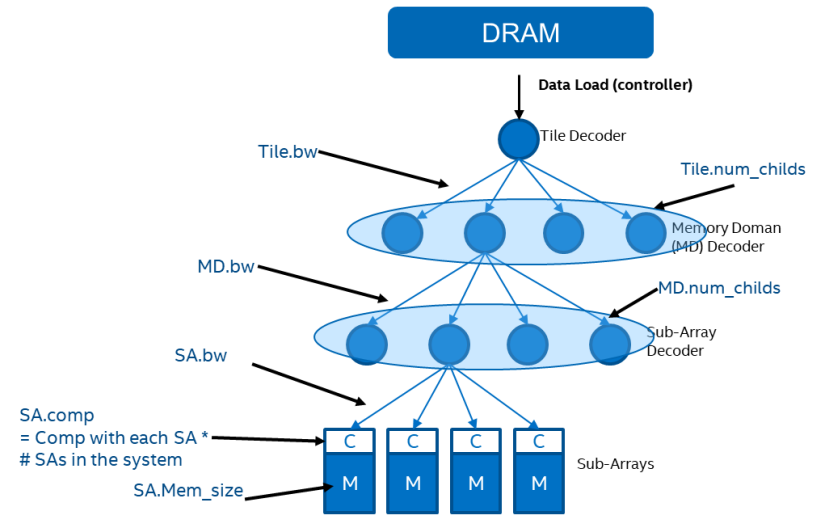 DRAM
Data Load (controller)
Tile Decoder
Tile.bw
Tile.num_childs
Memory Doman
(MD) Decoder
MD.bw
MD.num_childs
Sub-Array
Decoder
SA.bw
SA.comp
= Comp with each SA *
# SAs in the system
C C C C
Sub-Arrays
M M M M
SA.Mem_size